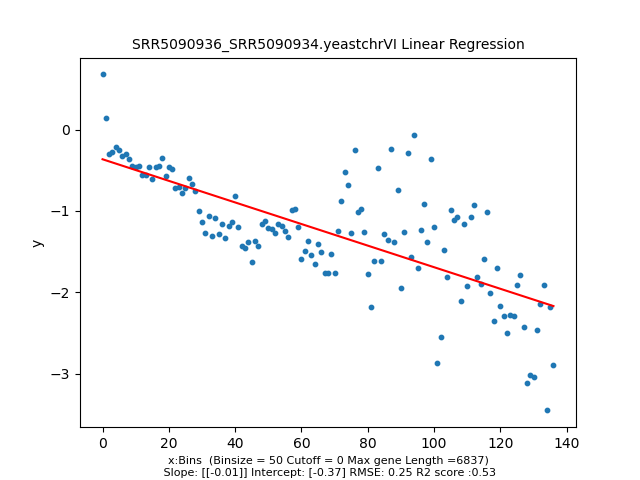 SRR5090936_SRR5090934.yeastchrVI Linear Regression
0
−1
−2
−3
y
0 20 40 60 80 100 120 140
x:Bins  (Binsize = 50 Cutoff = 0 Max gene Length =6837)
Slope: [[-0.01]] Intercept: [-0.37] RMSE: 0.25 R2 score :0.53